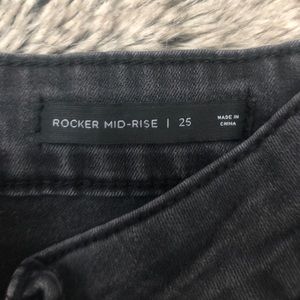 ROCKER MID-RISE | 25
MADE IN
CHINA